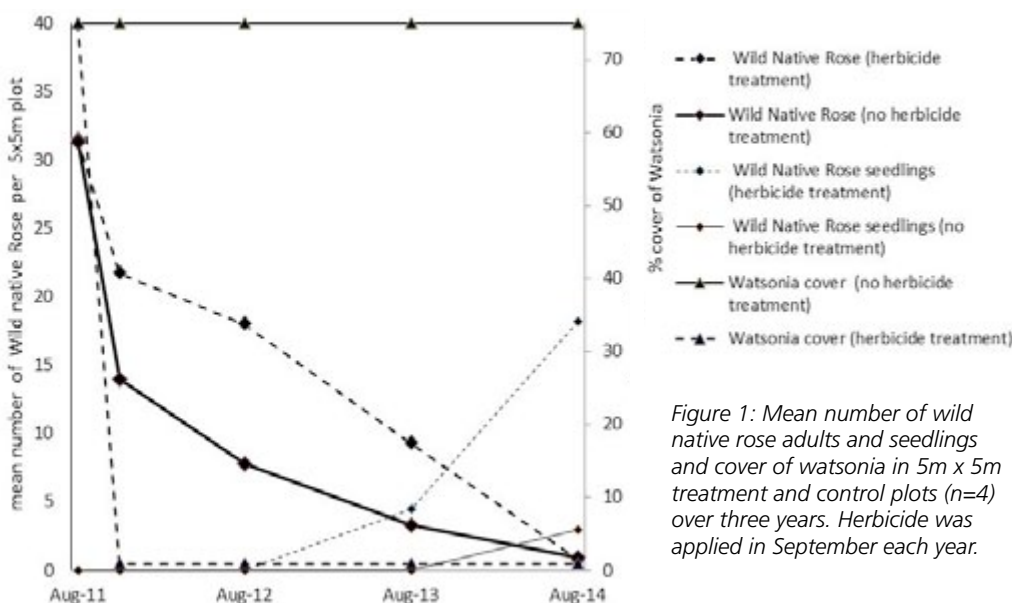 40
35
30
25
20
15
10
5
0
mean number of Wild native Rose per 5x5m plot
70
60
50
40
30
20
10
0
% cover of Watsonia
Aug-11
Aug-12
Aug-13
Aug-14
Wild Native Rose (herbicide
treatment)
Wild Native Rose (no herbicide
treatment)
Wild Native Rose seedlings
(herbicide treatment)
Wild Native Rose seedlings (no
herbicide treatment)
Watsonia cover (no herbicide
treatment)
Watsonia cover (herbicide treatment)
Figure 1: Mean number of wild
native rose adults and seedlings
and cover of watsonia in 5m x 5m
treatment and control plots (n=4)
over three years. Herbicide was
applied in September each year.